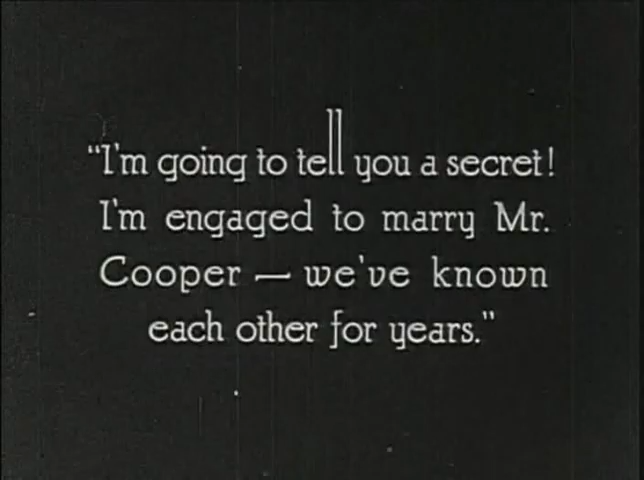 "I'm going to tell you a secret!
I'm engaged to marry Mr.
Cooper — we've known
each other for years."